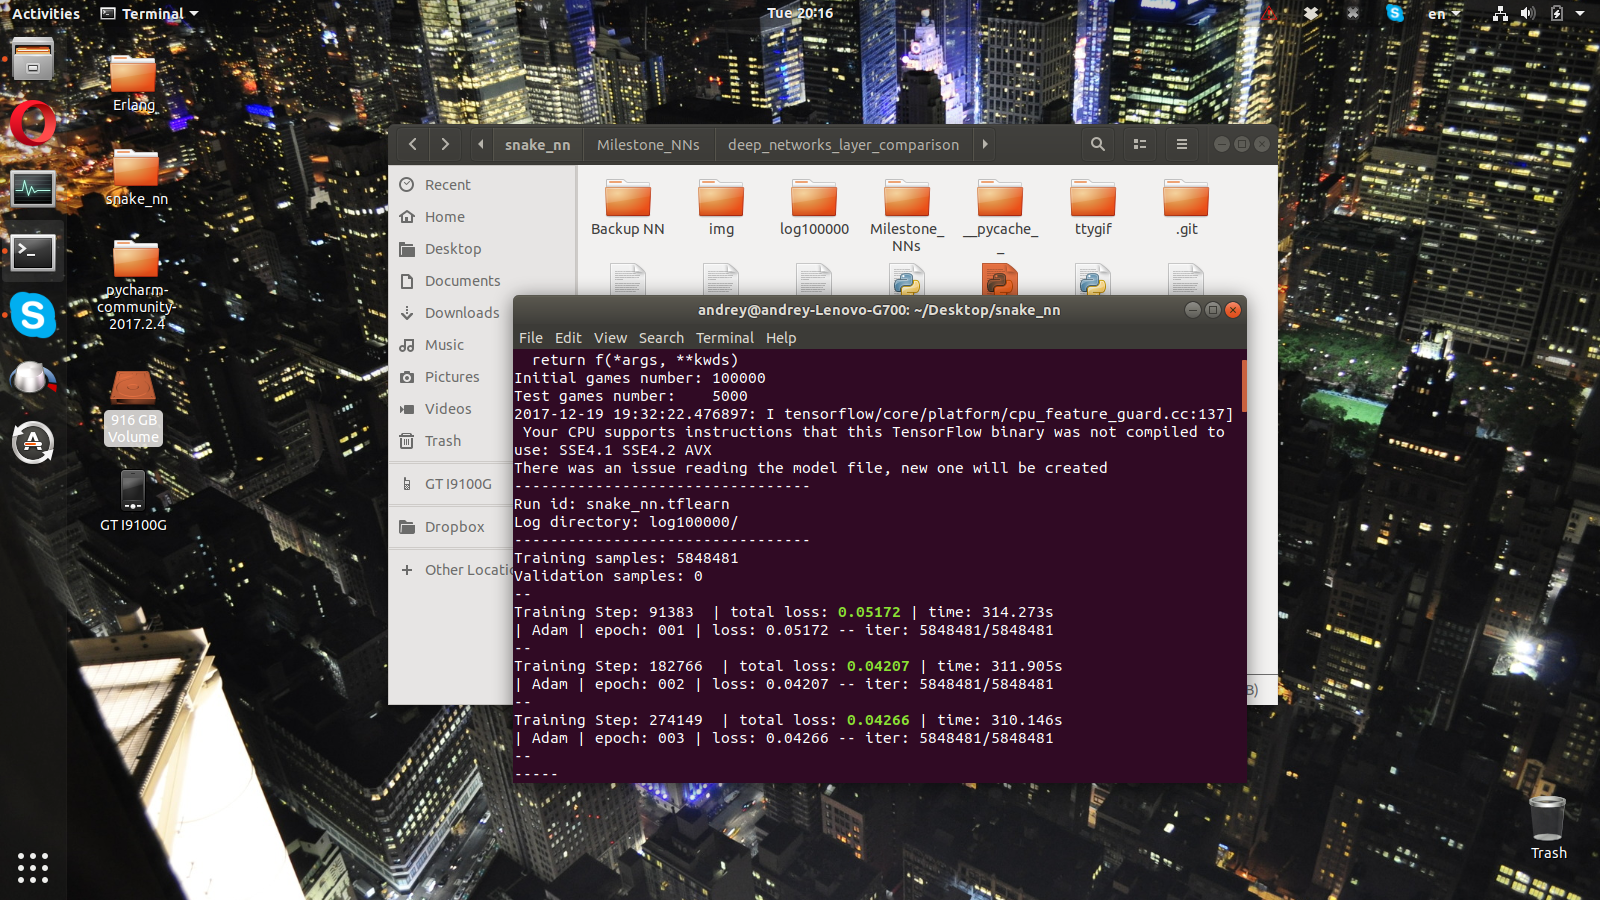 Activities
Terminal
Tue 20:16
en
Erlang
snake_nn
pycharm-
community-
2017.2.4
916 GB
Volume
GT I9100G
snake_nn
Milestone_NNs
deep_networks_layer_comparison
Recent
Home
Desktop
Documents
Downloads
Music
Pictures
Videos
Trash
GT I9100G
Dropbox
+ Other Locatio
Backup NN
img
log100000
Milestone_
NNs
__pycache_
_
ttygif
.git
B)
andrey@andrey-Lenovo-G700: ~/Desktop/snake_nn
File Edit View Search Terminal Help
return f(*args, **kwds)
Initial games number: 100000
Test games number:    5000
2017-12-19 19:32:22.476897: I tensorflow/core/platform/cpu_feature_guard.cc:137]
Your CPU supports instructions that this TensorFlow binary was not compiled to
use: SSE4.1 SSE4.2 AVX
There was an issue reading the model file, new one will be created
---------------------------------
Run id: snake_nn.tflearn
Log directory: log100000/
---------------------------------
Training samples: 5848481
Validation samples: 0
--
Training Step: 91383  | total loss: 0.05172 | time: 314.273s
| Adam | epoch: 001 | loss: 0.05172 -- iter: 5848481/5848481
--
Training Step: 182766  | total loss: 0.04207 | time: 311.905s
| Adam | epoch: 002 | loss: 0.04207 -- iter: 5848481/5848481
--
Training Step: 274149  | total loss: 0.04266 | time: 310.146s
| Adam | epoch: 003 | loss: 0.04266 -- iter: 5848481/5848481
--
-----
Trash